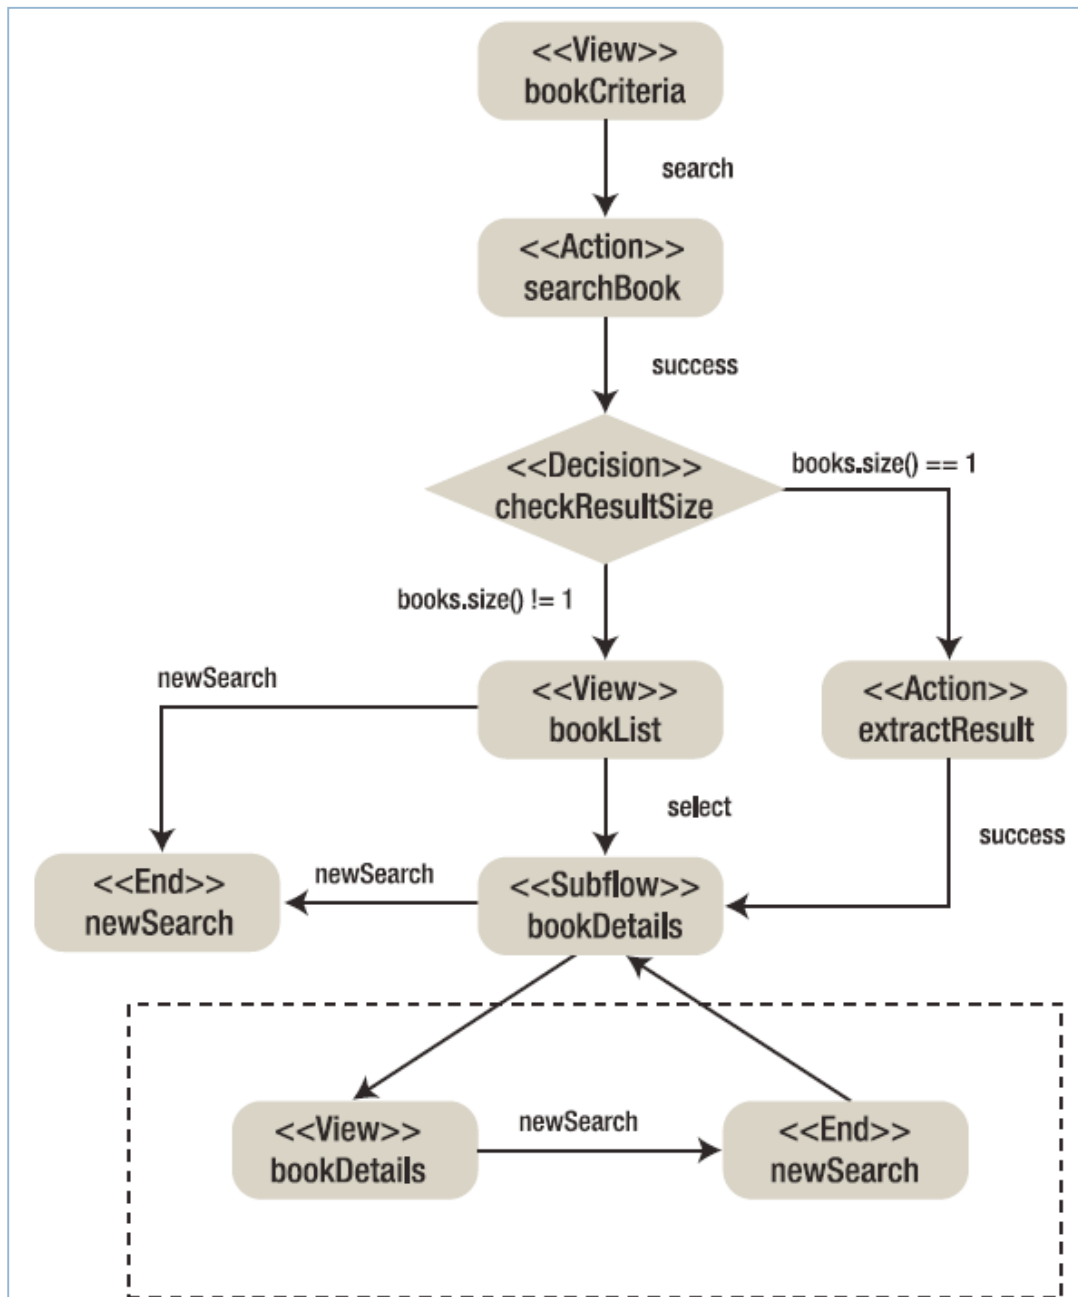 <<View>>
bookCriteria
search
<<Action>>
searchBook
success
<<Decision>>
checkResultSize
books.size() == 1
books.size() != 1
newSearch
<<View>>
bookList
<<Action>>
extractResult
select
success
<<End>>
newSearch
newSearch
<<Subflow>>
bookDetails
<<View>>
bookDetails
newSearch
<<End>>
newSearch